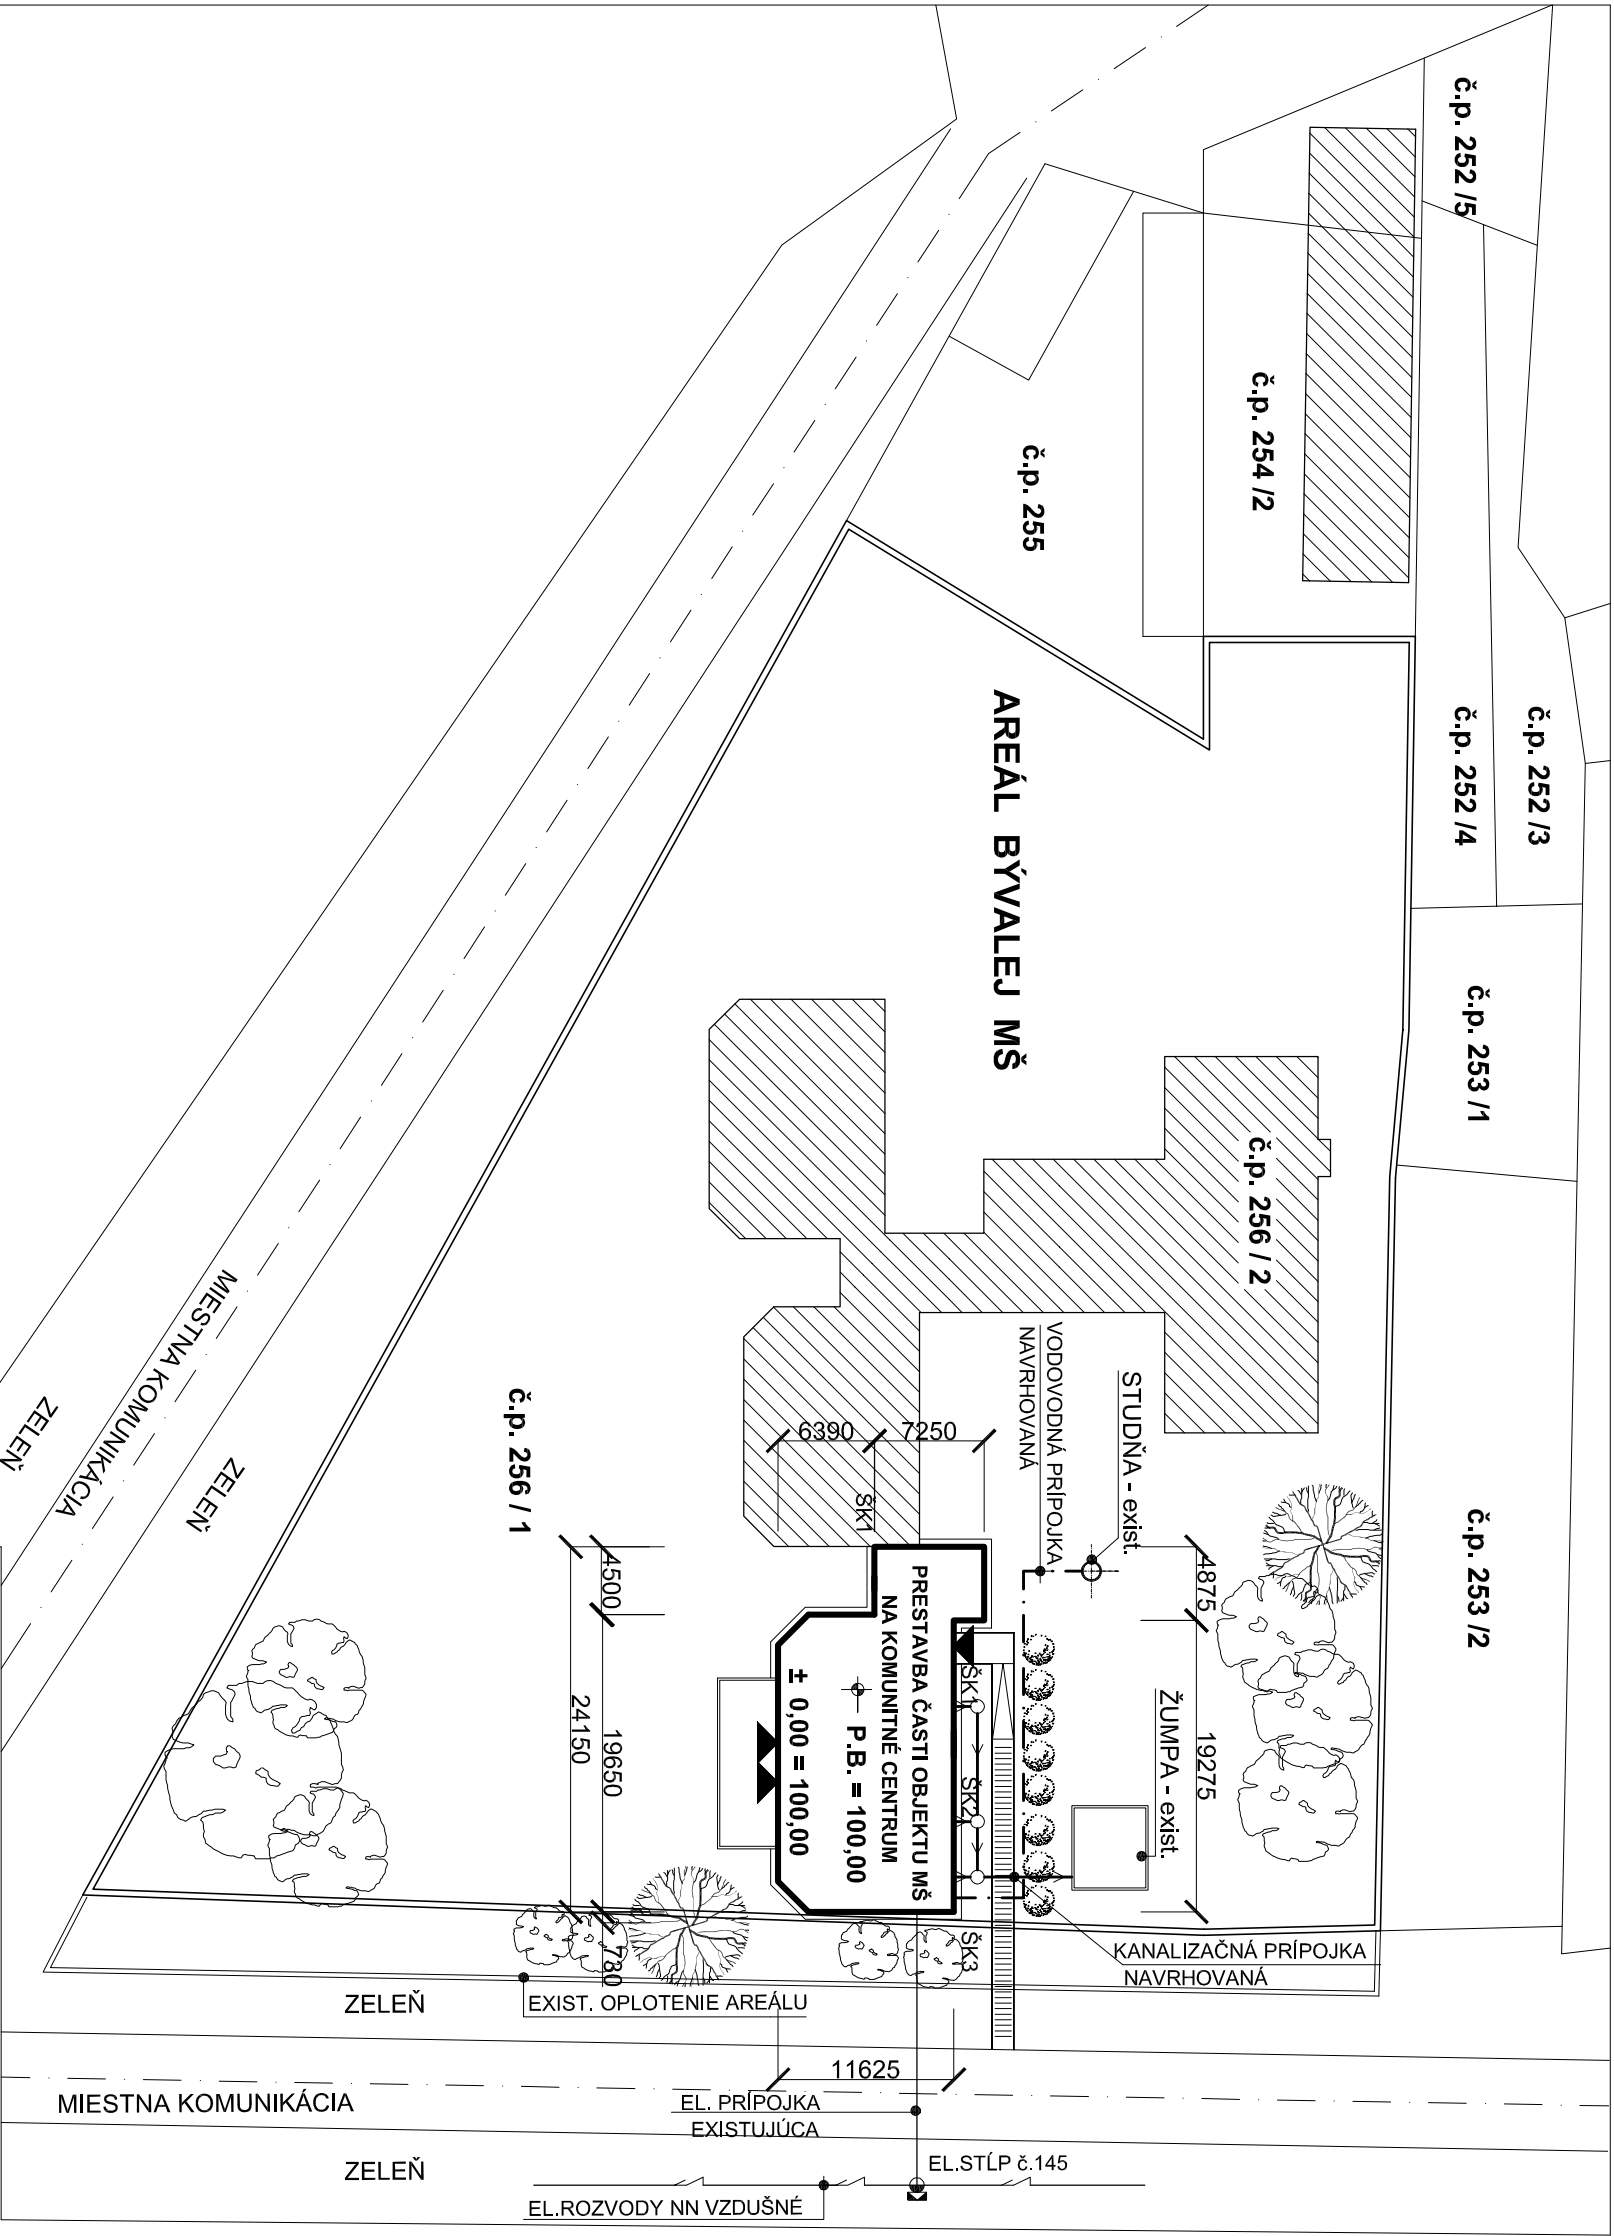 č.p. 252 /5
č.p. 254 /2
č.p. 255
č.p. 252 /3
č.p. 252 /4
AREÁL BÝVALEJ MŠ
č.p. 253 /1
č.p. 256 / 2
č.p. 253 /2
č.p. 256 / 1
STUDŇA - exist.
VODOVODNÁ PRÍPOJKA
NAVRHOVANÁ
ŽUMPA - exist.
6390
7250
ŠK1
4875
19275
4500
19650
24150
780
PRESTAVBA ČASTI OBJEKTU MŠ
NA KOMUNITNÉ CENTRUM
P.B. = 100,00
± 0,00 = 100,00
ŠK1
ŠK2
ŠK3
KANALIZAČNÁ PRÍPOJKA
NAVRHOVANÁ
MIESTNA KOMUNIKÁCIA
ZELEŇ
ZELEŇ
ZELEŇ
EXIST. OPLOTENIE AREÁLU
11625
MIESTNA KOMUNIKÁCIA
EL. PRÍPOJKA
EXISTUJÚCA
ZELEŇ
EL.STĹP č.145
EL.ROZVODY NN VZDUŠNÉ